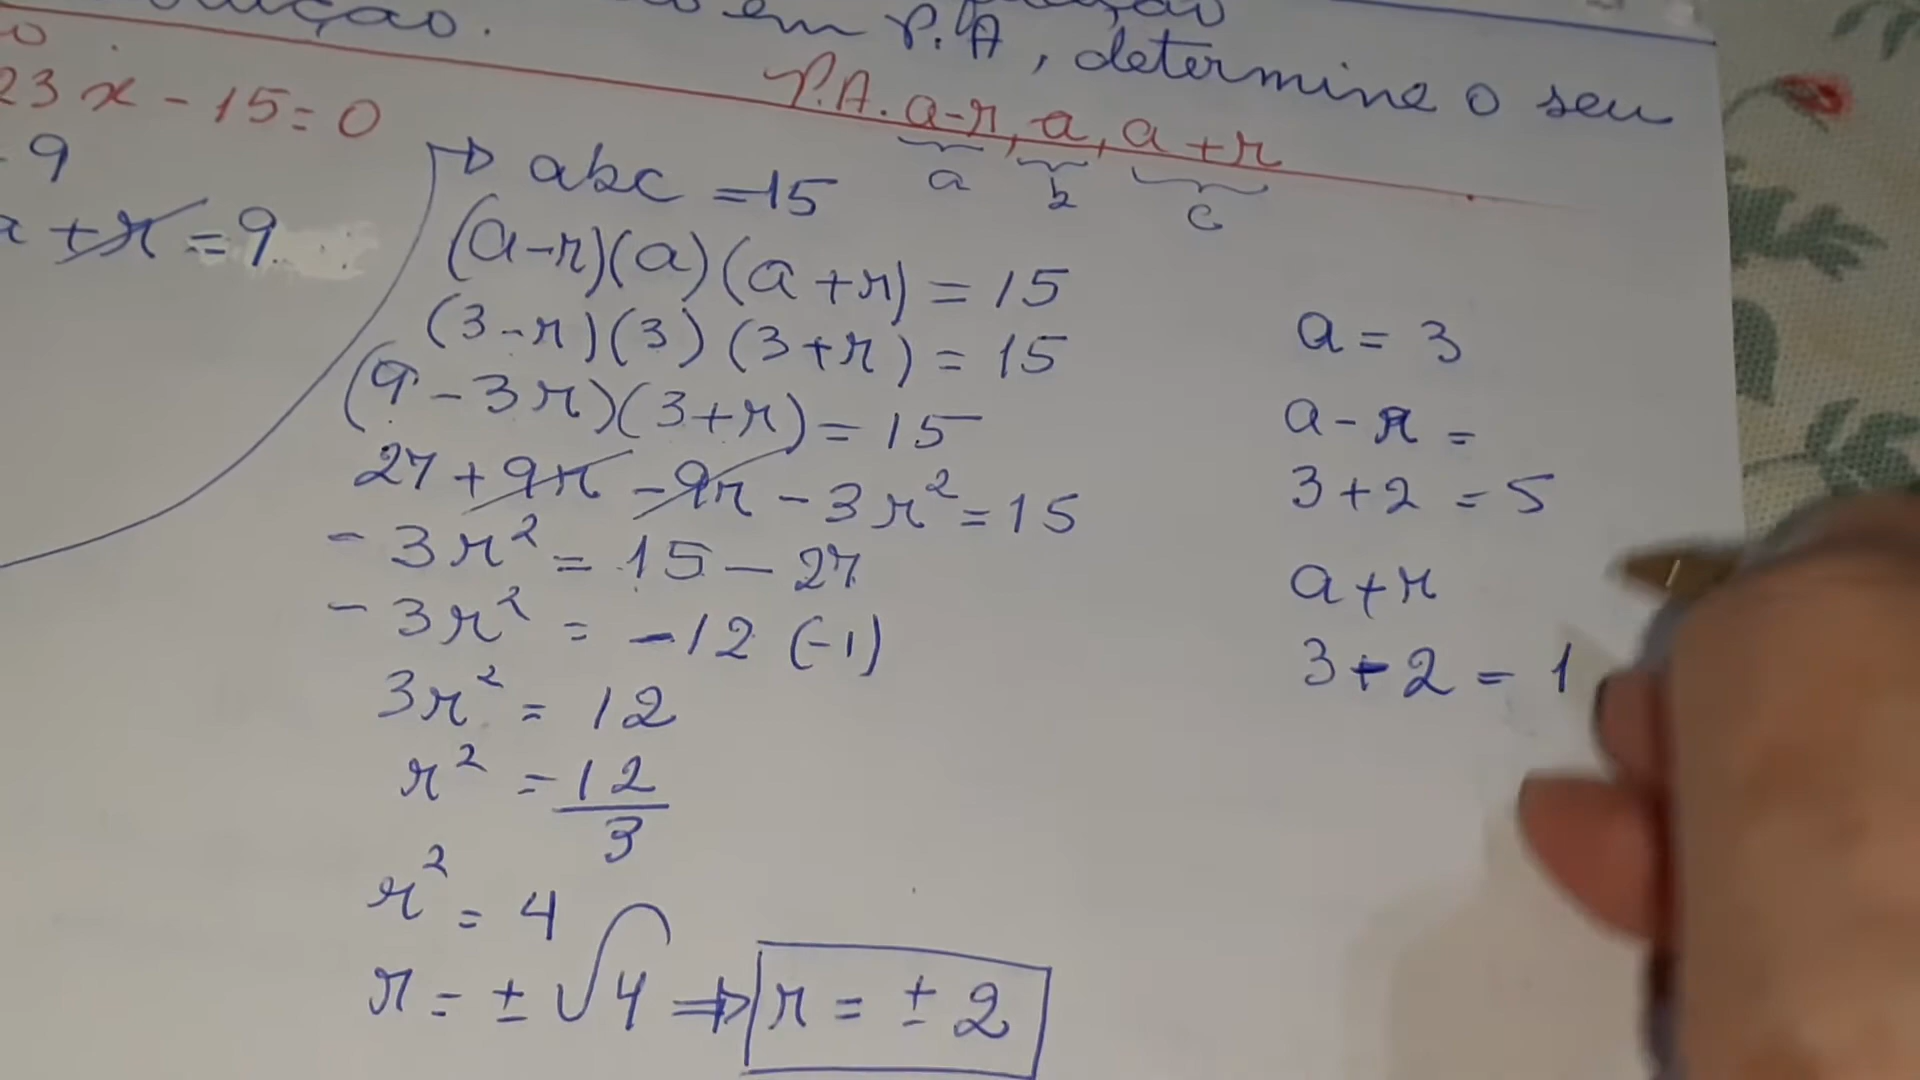 em P.A, determine o seu
23x - 15 = 0
P.A. a-r, a, a+r
a b c
9
+r = 9
abc = 15
(a-r)(a)(a+r) = 15
(3-r)(3)(3+r) = 15
(9-3r)(3+r) = 15
27+9r-9r-3r² = 15
-3r² = 15-27
-3r² = -12 (-1)
3r² = 12
r² = 12/3
r² = 4
r = ±√4 ⇒ r = ±2
a = 3
a-r =
3+2 = 5
a+r
3-2 = 1